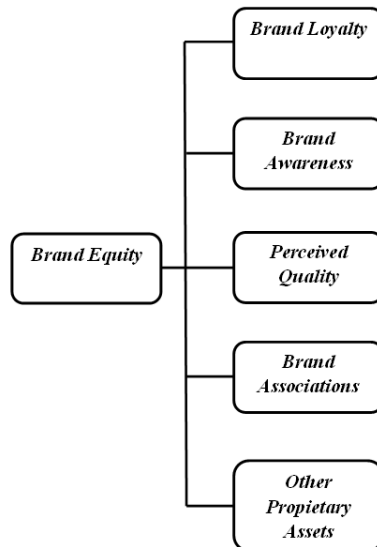 Brand Loyalty
Brand
Awareness
Brand Equity
Perceived
Quality
Brand
Associations
Other
Propietary
Assets